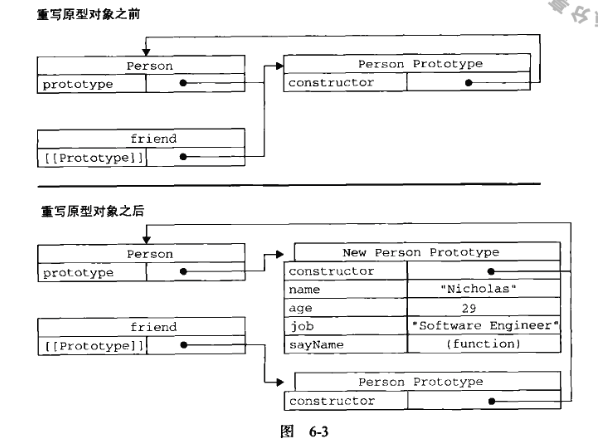 重写原型对象之前
Person
prototype
Person Prototype
constructor
friend
[[Prototype]]
重写原型对象之后
Person
prototype
New Person Prototype
constructor
name "Nicholas"
age 29
job "Software Engineer"
sayName (function)
friend
[[Prototype]]
Person Prototype
constructor
图 6-3